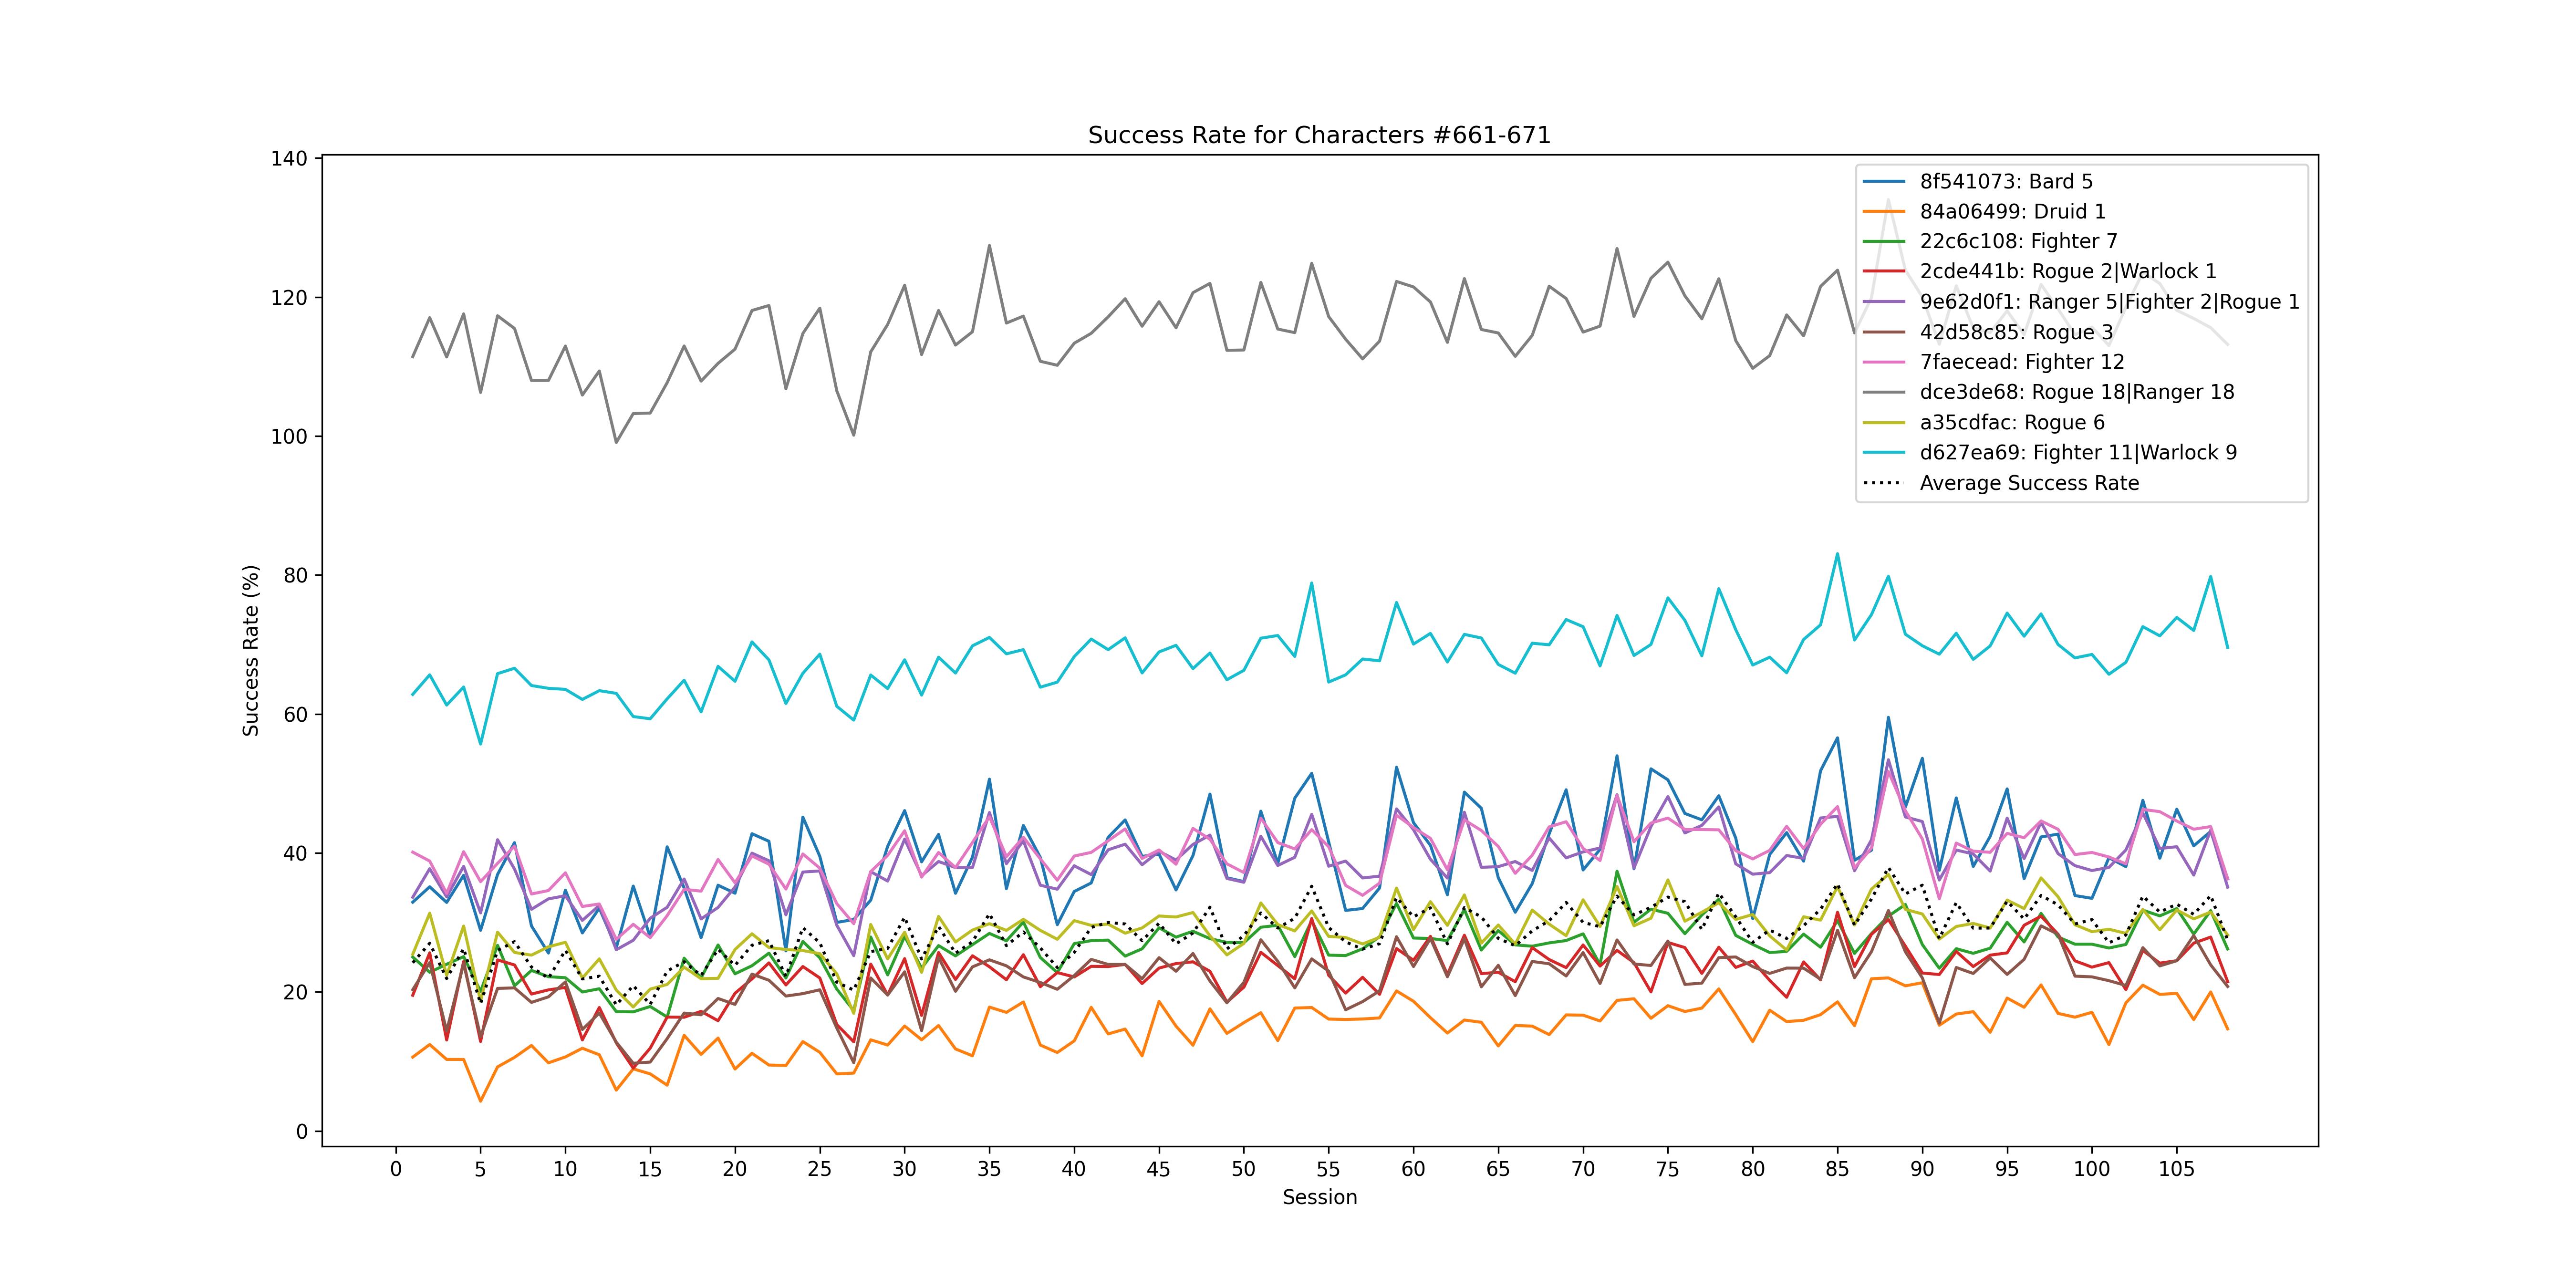 Success Rate for Characters #661-671
140
120
100
80
60
40
20
0
Success Rate (%)
8f541073: Bard 5
84a06499: Druid 1
22c6c108: Fighter 7
2cde441b: Rogue 2|Warlock 1
9e62d0f1: Ranger 5|Fighter 2|Rogue 1
42d58c85: Rogue 3
7faecead: Fighter 12
dce3de68: Rogue 18|Ranger 18
a35cdfac: Rogue 6
d627ea69: Fighter 11|Warlock 9
Average Success Rate
0 5 10 15 20 25 30 35 40 45 50 55 60 65 70 75 80 85 90 95 100 105
Session